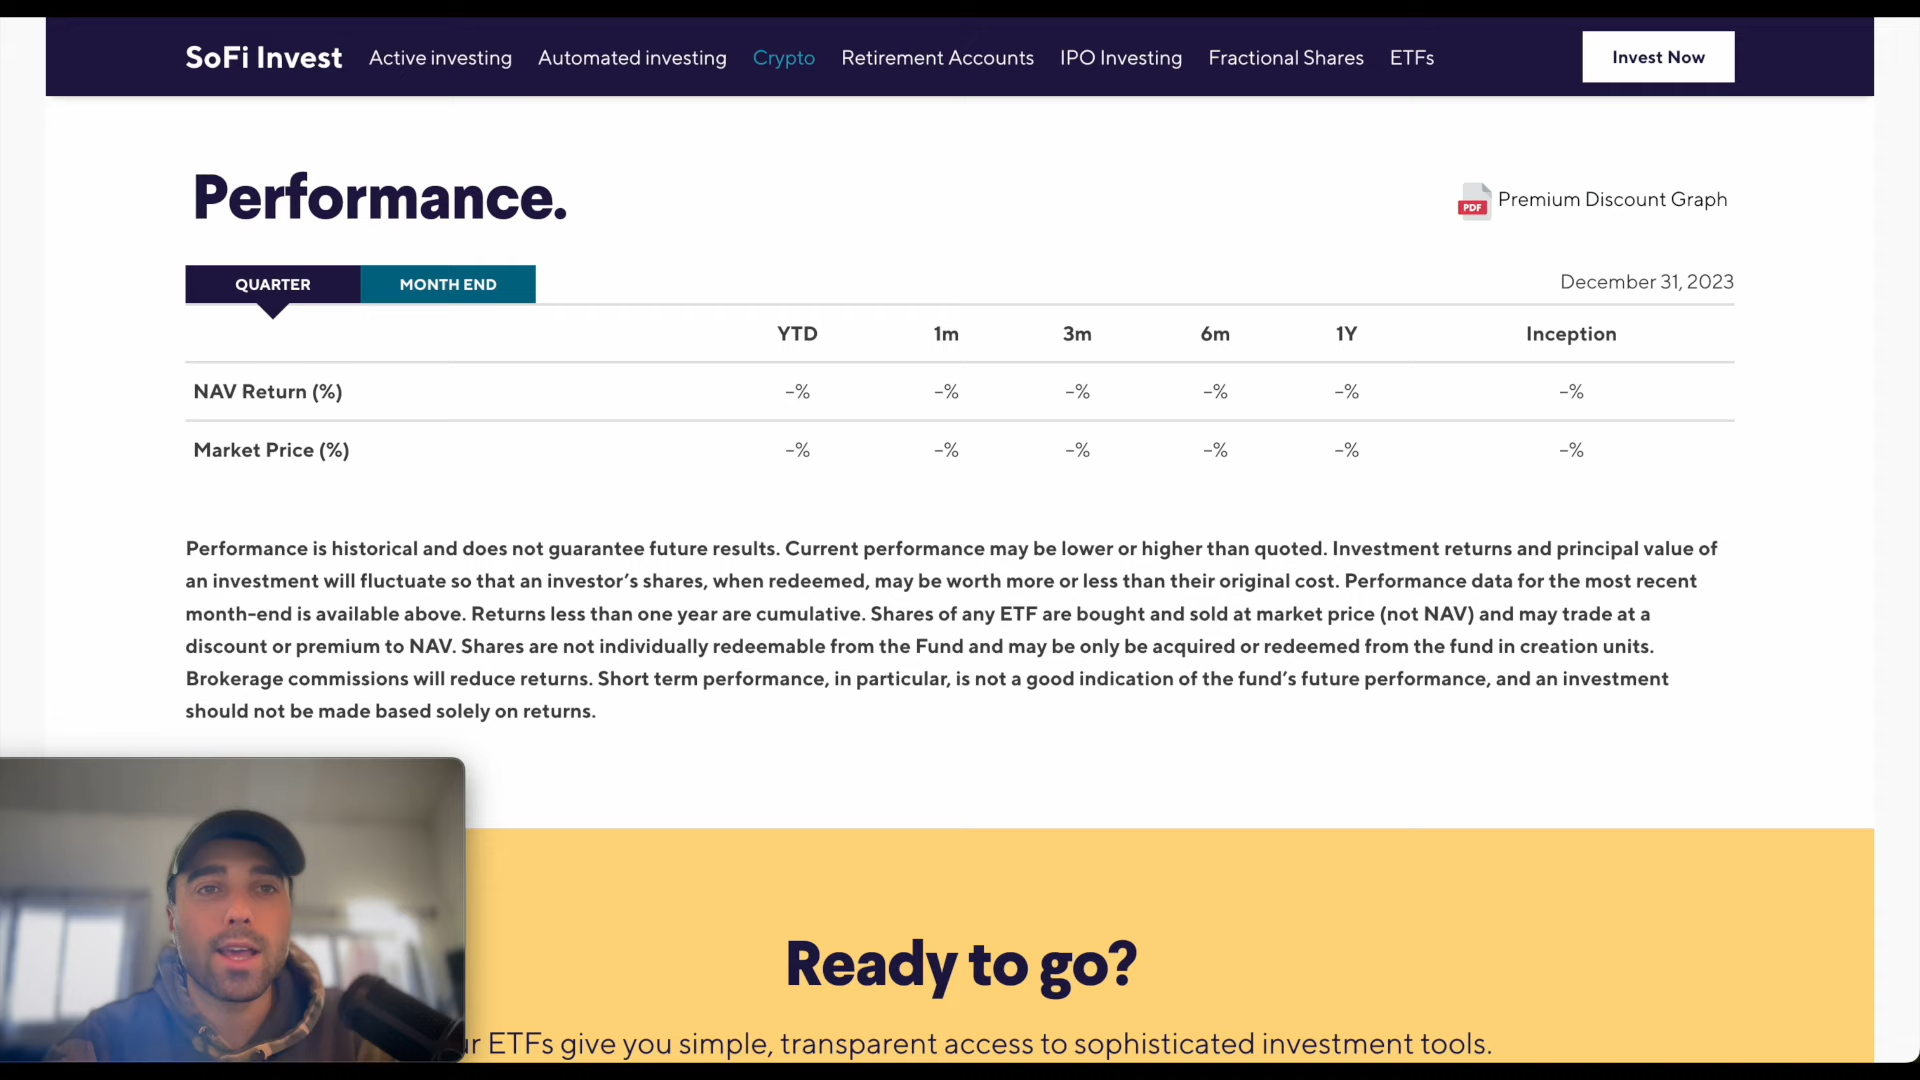 SoFi Invest Active investing Automated investing Crypto Retirement Accounts IPO Investing Fractional Shares ETFs Invest Now
Performance.
PDF Premium Discount Graph
QUARTER MONTH END December 31, 2023
YTD 1m 3m 6m 1Y Inception
NAV Return (%) -% -% -% -% -% -%
Market Price (%) -% -% -% -% -% -%
Performance is historical and does not guarantee future results. Current performance may be lower or higher than quoted. Investment returns and principal value of
an investment will fluctuate so that an investor's shares, when redeemed, may be worth more or less than their original cost. Performance data for the most recent
month-end is available above. Returns less than one year are cumulative. Shares of any ETF are bought and sold at market price (not NAV) and may trade at a
discount or premium to NAV. Shares are not individually redeemable from the Fund and may be only be acquired or redeemed from the fund in creation units.
Brokerage commissions will reduce returns. Short term performance, in particular, is not a good indication of the fund's future performance, and an investment
should not be made based solely on returns.
Ready to go?
ETFs give you simple, transparent access to sophisticated investment tools.